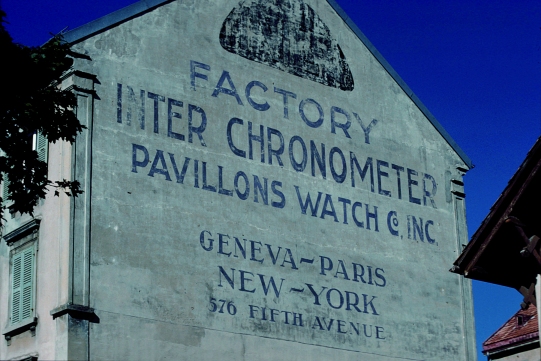 FACTORY
INTER CHRONOMETER
PAVILLONS WATCH Co. INC.
GENEVA~PARIS
NEW~YORK
576 FIFTH AVENUE